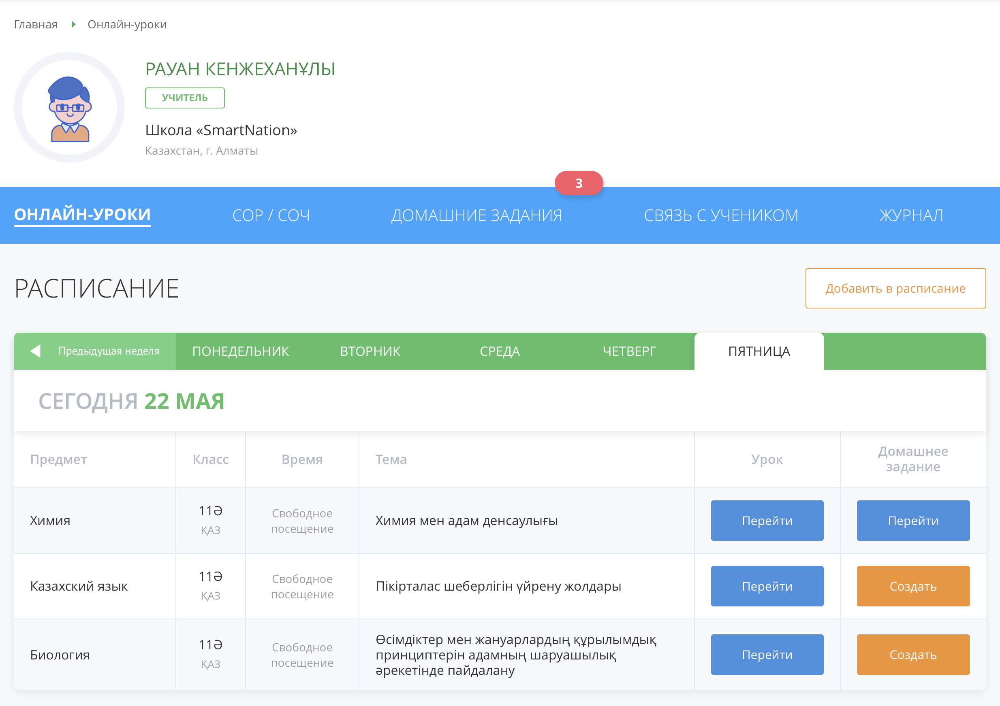 Главная Онлайн-уроки
РАУАН КЕНЖЕХАНҰЛЫ
УЧИТЕЛЬ
Школа «SmartNation»
Казахстан, г. Алматы
3
ОНЛАЙН-УРОКИ СОР / СОЧ ДОМАШНИЕ ЗАДАНИЯ СВЯЗЬ С УЧЕНИКОМ ЖУРНАЛ
РАСПИСАНИЕ
Добавить в расписание
Предыдущая неделя ПОНЕДЕЛЬНИК ВТОРНИК СРЕДА ЧЕТВЕРГ ПЯТНИЦА
СЕГОДНЯ 22 МАЯ
Предмет Класс Время Тема Урок Домашнее
задание
Химия 11Ә Свободное Химия мен адам денсаулығы Перейти Перейти
ҚАЗ посещение
Казахский язык 11Ә Свободное Пікірталас шеберлігін үйрену жолдары Перейти Создать
ҚАЗ посещение
Биология 11Ә Свободное Өсімдіктер мен жануарлардың құрылымдық Перейти Создать
ҚАЗ посещение принциптерін адамның шаруашылық
әрекетінде пайдалану